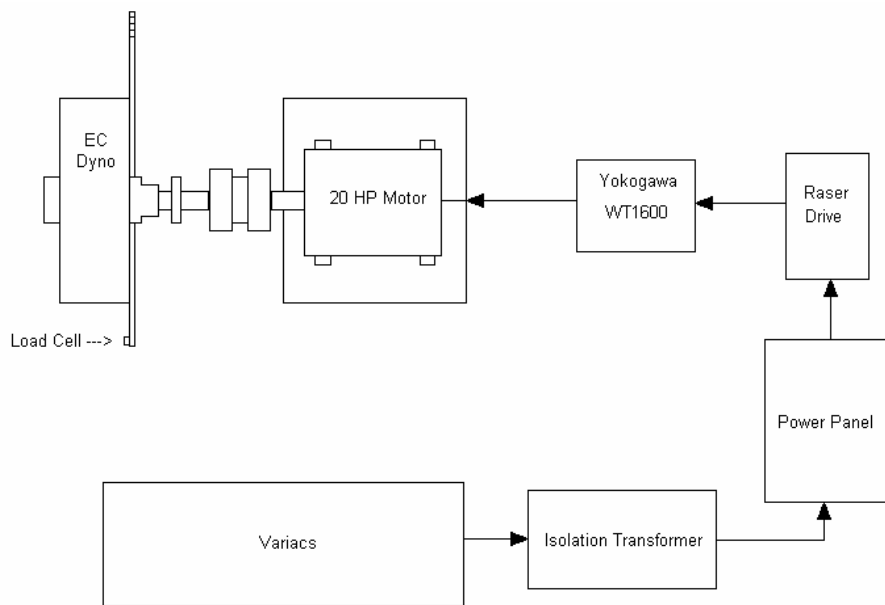 EC
Dyno
20 HP Motor
Yokogawa
WT1600
Raser
Drive
Load Cell --->
Power Panel
Variacs
Isolation Transformer